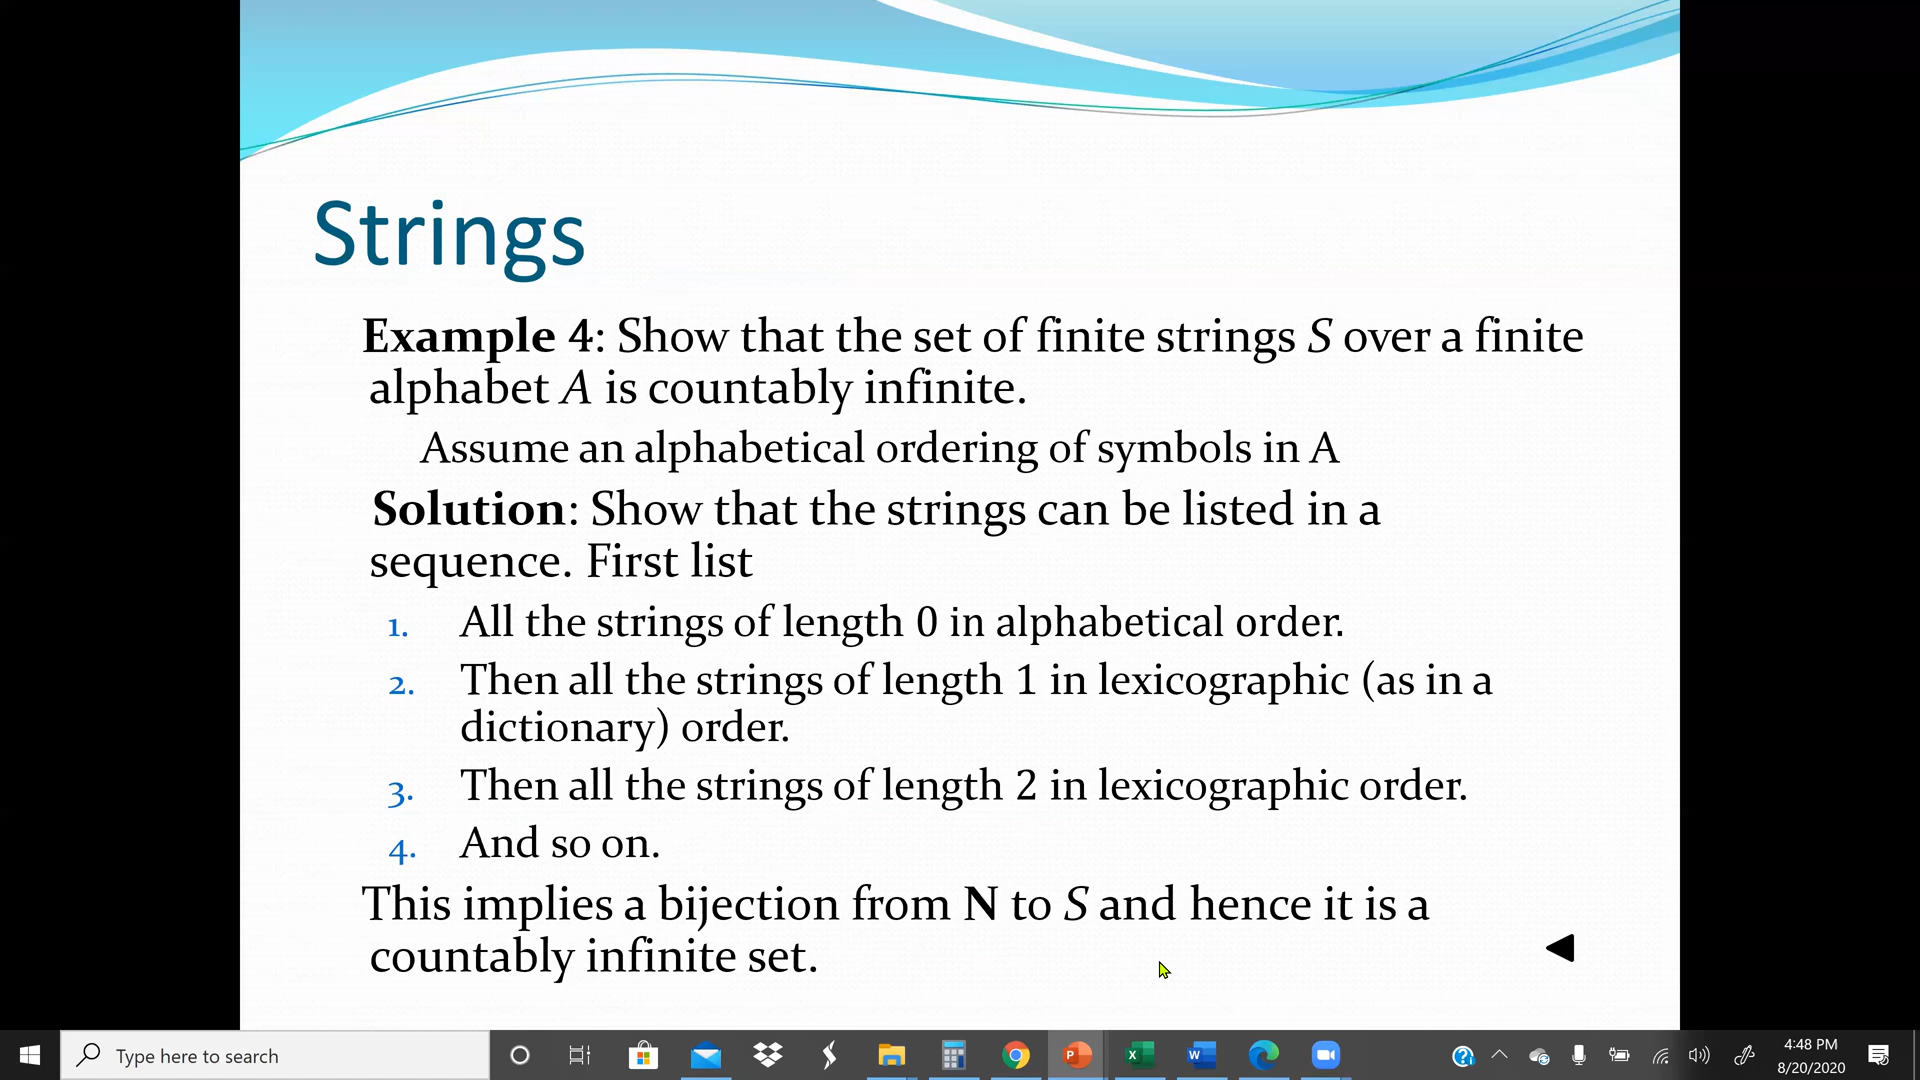 Strings
Example 4: Show that the set of finite strings S over a finite
alphabet A is countably infinite.
Assume an alphabetical ordering of symbols in A
Solution: Show that the strings can be listed in a
sequence. First list
1. All the strings of length 0 in alphabetical order.
2. Then all the strings of length 1 in lexicographic (as in a
dictionary) order.
3. Then all the strings of length 2 in lexicographic order.
4. And so on.
This implies a bijection from N to S and hence it is a
countably infinite set.
Type here to search
4:48 PM
8/20/2020